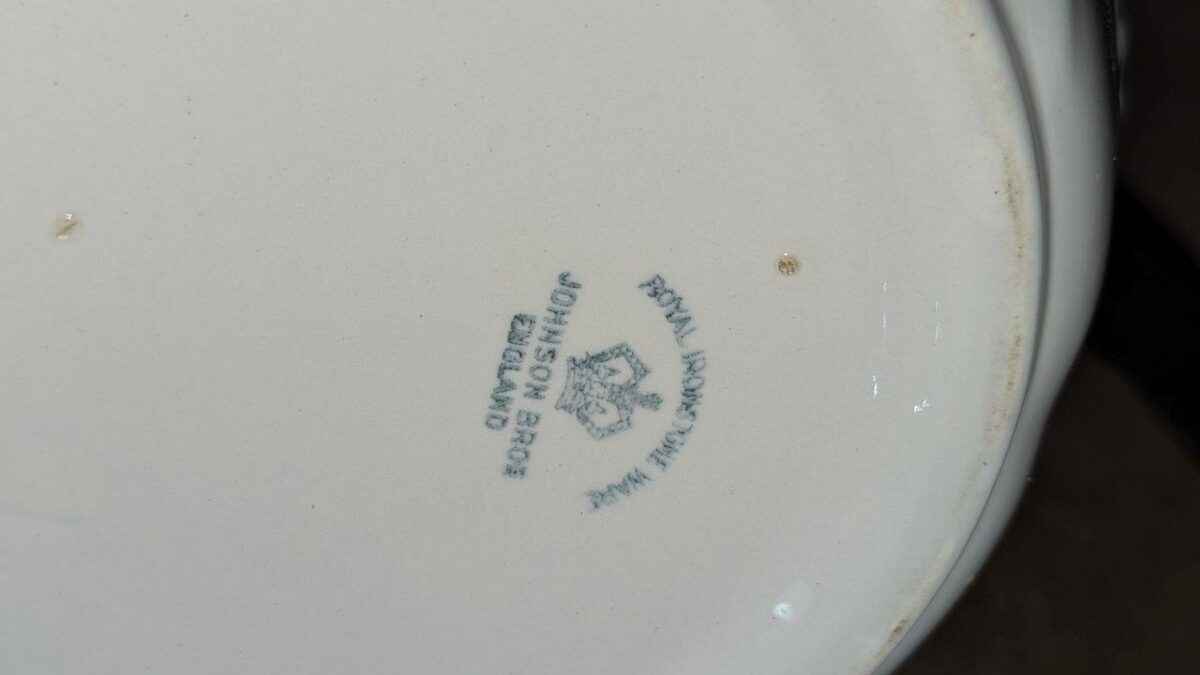 ROYAL IRONSTONE WARE
JOHNSON BROS
ENGLAND